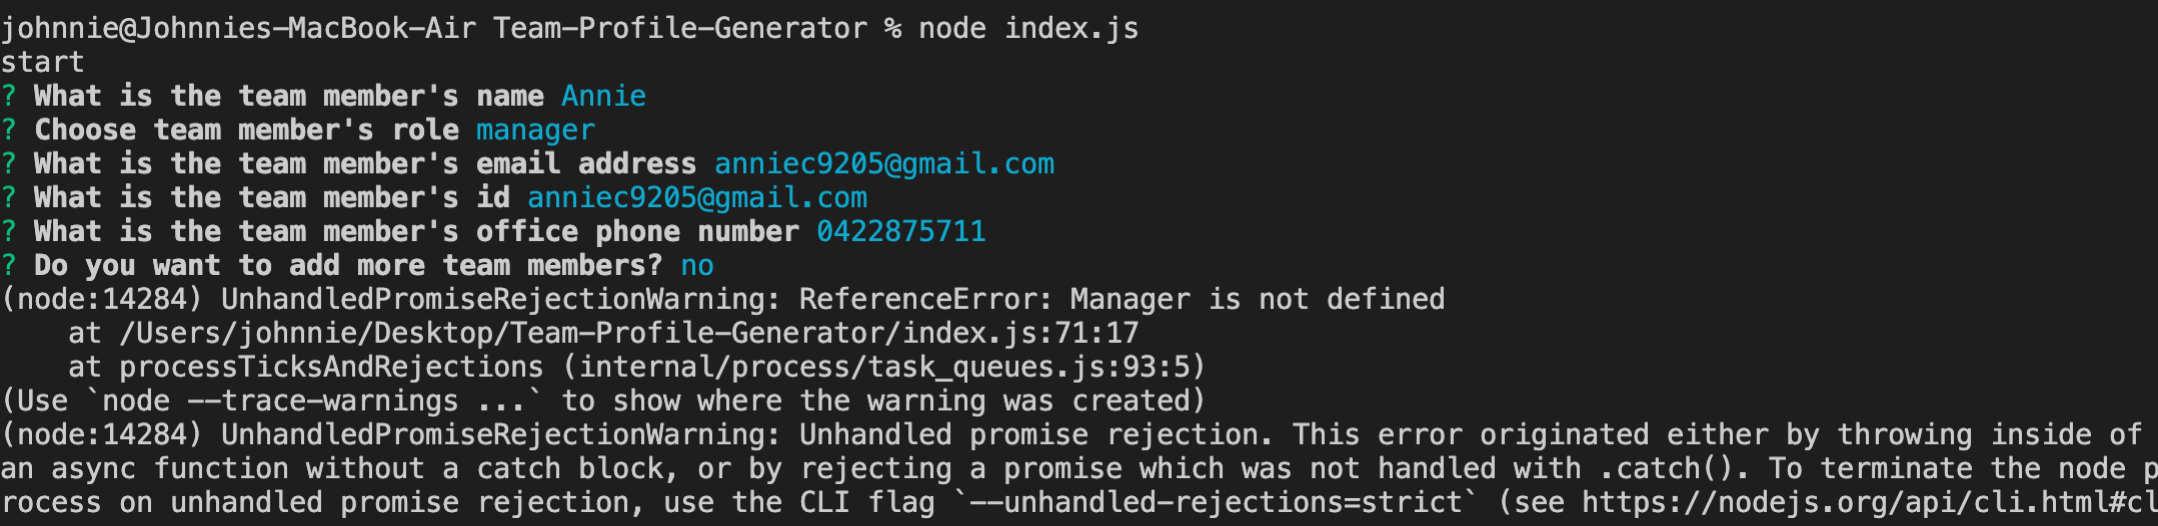 johnnie@Johnnies-MacBook-Air Team-Profile-Generator % node index.js
start
? What is the team member's name Annie
? Choose team member's role manager
? What is the team member's email address anniec9205@gmail.com
? What is the team member's id anniec9205@gmail.com
? What is the team member's office phone number 0422875711
? Do you want to add more team members? no
(node:14284) UnhandledPromiseRejectionWarning: ReferenceError: Manager is not defined
    at /Users/johnnie/Desktop/Team-Profile-Generator/index.js:71:17
    at processTicksAndRejections (internal/process/task_queues.js:93:5)
(Use `node --trace-warnings ...` to show where the warning was created)
(node:14284) UnhandledPromiseRejectionWarning: Unhandled promise rejection. This error originated either by throwing inside of
an async function without a catch block, or by rejecting a promise which was not handled with .catch(). To terminate the node p
rocess on unhandled promise rejection, use the CLI flag `--unhandled-rejections=strict` (see https://nodejs.org/api/cli.html#cl